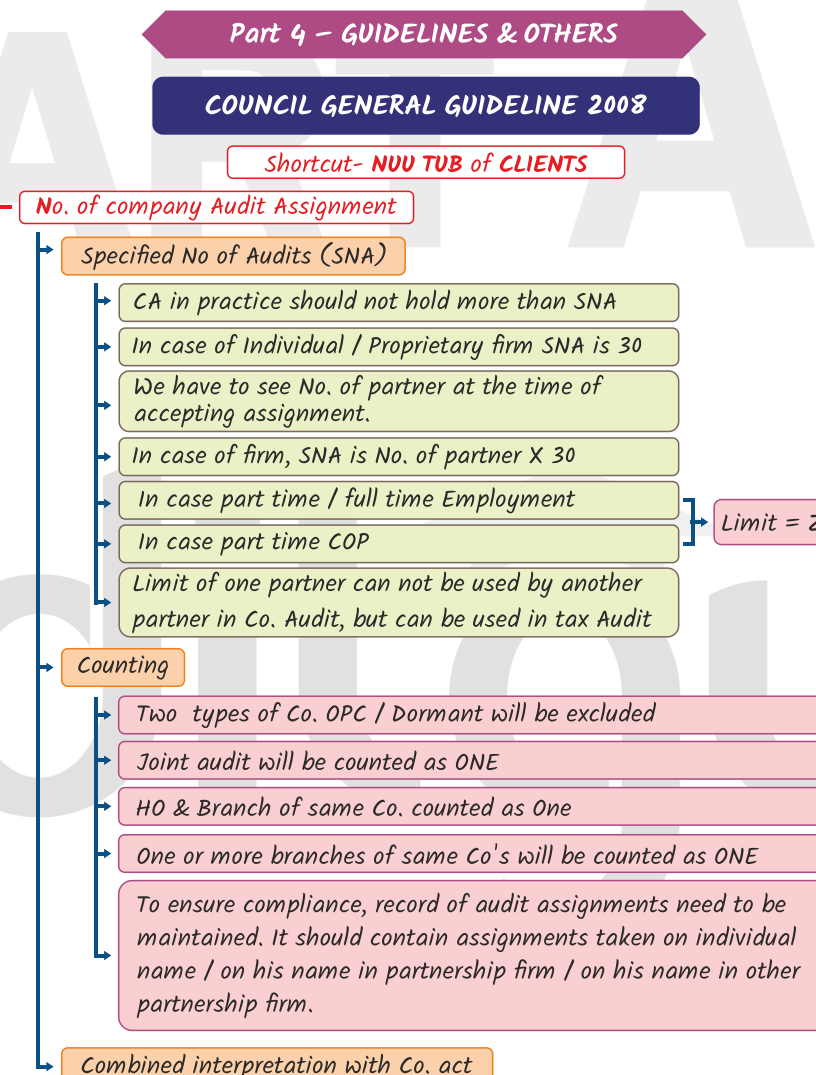 Part 4 – GUIDELINES & OTHERS
COUNCIL GENERAL GUIDELINE 2008
Shortcut- NUU TUB of CLIENTS
No. of company Audit Assignment
Specified No of Audits (SNA)
CA in practice should not hold more than SNA
In case of Individual / Proprietary firm SNA is 30
We have to see No. of partner at the time of
accepting assignment.
In case of firm, SNA is No. of partner X 30
In case part time / full time Employment
Limit =
In case part time COP
Limit of one partner can not be used by another
partner in Co. Audit, but can be used in tax Audit
Counting
Two types of Co. OPC / Dormant will be excluded
Joint audit will be counted as ONE
HO & Branch of same Co. counted as One
One or more branches of same Co's will be counted as ONE
To ensure compliance, record of audit assignments need to be
maintained. It should contain assignments taken on individual
name / on his name in partnership firm / on his name in other
partnership firm.
Combined interpretation with Co. act